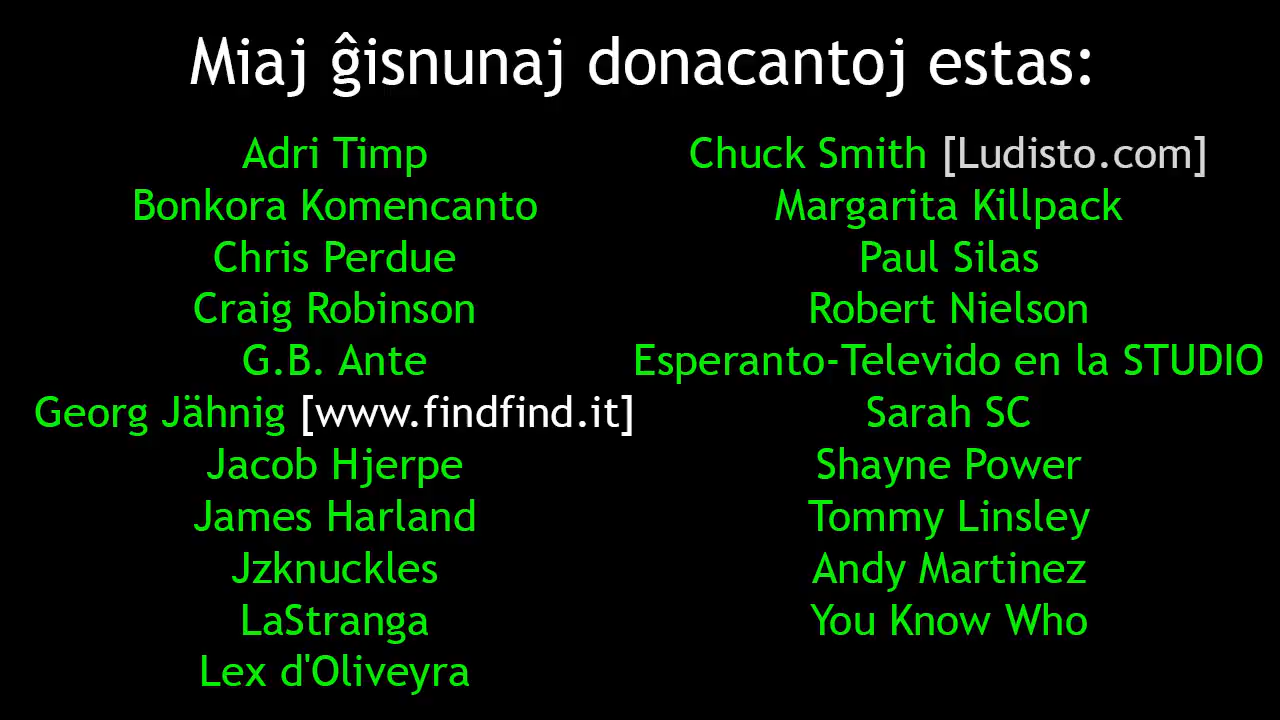 Miaj ĝisnunaj donacantoj estas:
Adri Timp
Bonkora Komencanto
Chris Perdue
Craig Robinson
G.B. Ante
Georg Jähnig [www.findfind.it]
Jacob Hjerpe
James Harland
Jzknuckles
LaStranga
Lex d'Oliveyra
Chuck Smith [Ludisto.com]
Margarita Killpack
Paul Silas
Robert Nielson
Esperanto-Televido en la STUDIO
Sarah SC
Shayne Power
Tommy Linsley
Andy Martinez
You Know Who